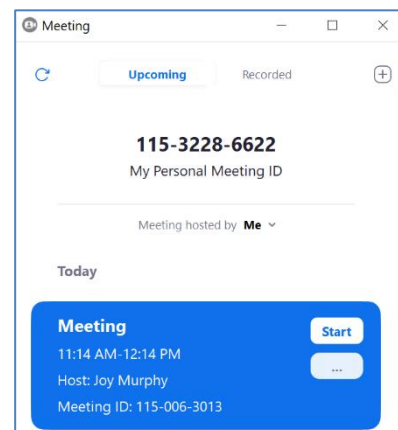 Meeting
Upcoming Recorded
115-3228-6622
My Personal Meeting ID
Meeting hosted by Me
Today
Meeting
Start
11:14 AM-12:14 PM
...
Host: Joy Murphy
Meeting ID: 115-006-3013